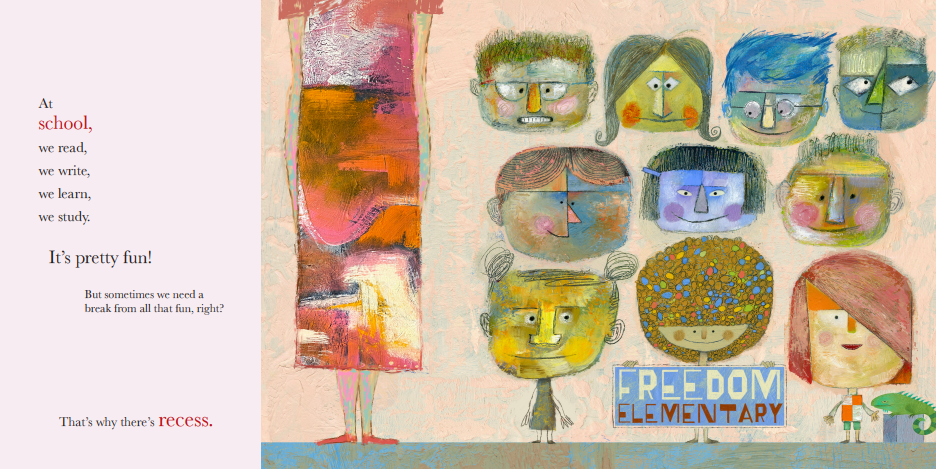 At
school,
we read,
we write,
we learn,
we study.
It's pretty fun!
But sometimes we need a
break from all that fun, right?
That's why there's recess.
FREEDOM
ELEMENTARY